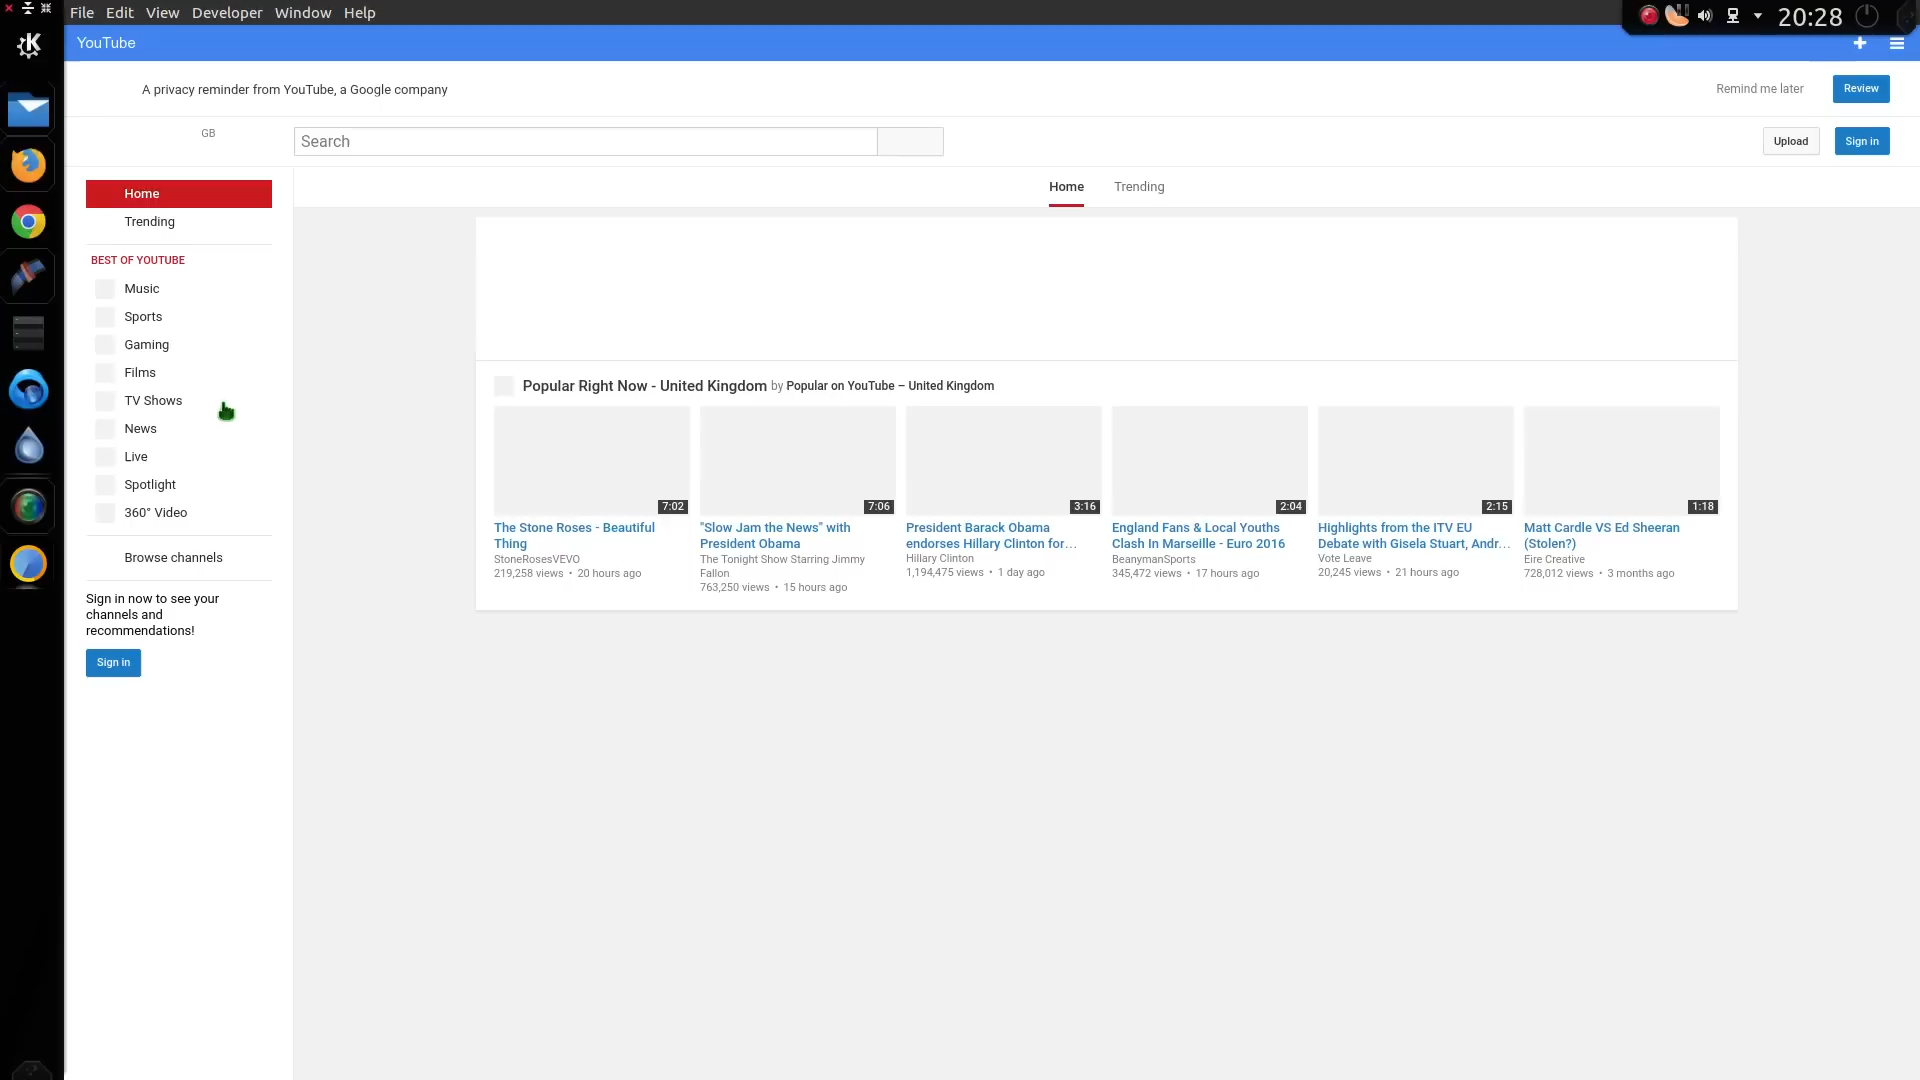 File Edit View Developer Window Help
20:28
YouTube
A privacy reminder from YouTube, a Google company
Remind me later
Review
GB
Search
Upload
Sign in
Home
Trending
BEST OF YOUTUBE
Music
Sports
Gaming
Films
TV Shows
News
Live
Spotlight
360° Video
Browse channels
Sign in now to see your
channels and
recommendations!
Sign in
Home
Trending
Popular Right Now - United Kingdom by Popular on YouTube – United Kingdom
7:02
The Stone Roses - Beautiful
Thing
StoneRosesVEVO
219,258 views • 20 hours ago
7:06
"Slow Jam the News" with
President Obama
The Tonight Show Starring Jimmy
Fallon
763,250 views • 15 hours ago
3:16
President Barack Obama
endorses Hillary Clinton for…
Hillary Clinton
1,194,475 views • 1 day ago
2:04
England Fans & Local Youths
Clash In Marseille - Euro 2016
BeanymanSports
345,472 views • 17 hours ago
2:15
Highlights from the ITV EU
Debate with Gisela Stuart, Andr…
Vote Leave
20,245 views • 21 hours ago
1:18
Matt Cardle VS Ed Sheeran
(Stolen?)
Eire Creative
728,012 views • 3 months ago